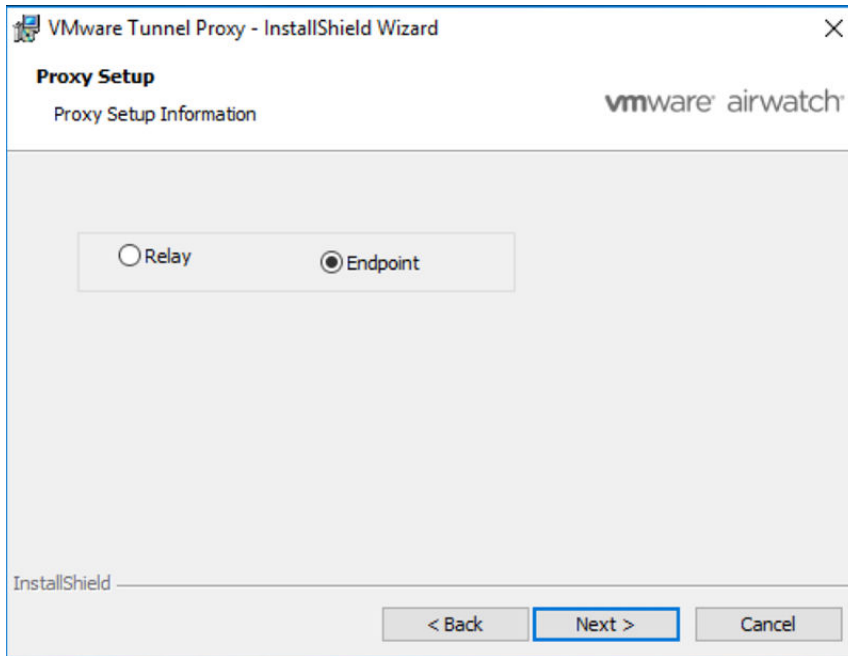 VMware Tunnel Proxy - InstallShield Wizard
Proxy Setup
Proxy Setup Information
vmware airwatch
Relay
Endpoint
InstallShield
< Back
Next >
Cancel